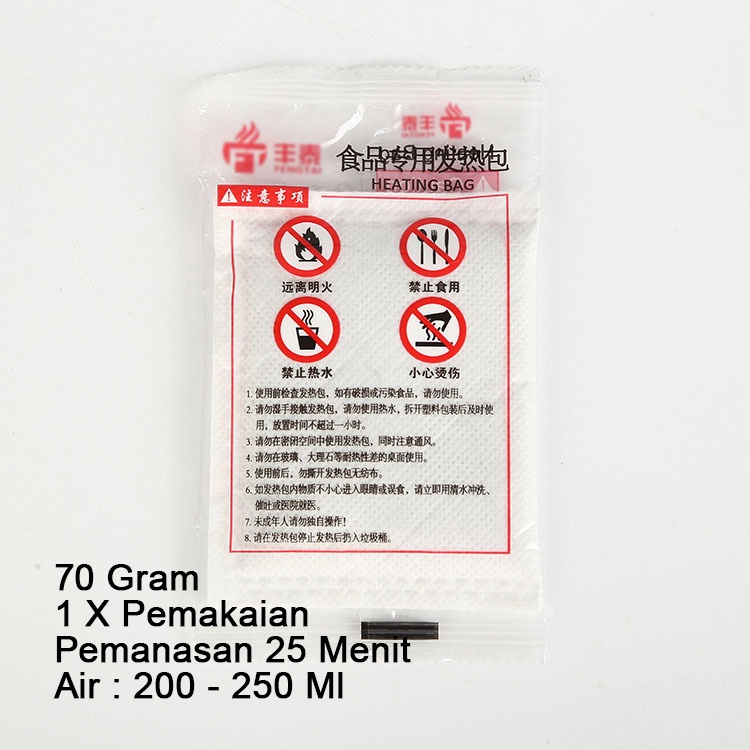 丰泰
FENGTAI
丰泰
FENGTAI
食品专用发热包
HEATING BAG
注意事项
远离明火
禁止食用
禁止热水
小心烫伤
1. 使用前检查发热包，如有破损或污染食品，请勿使用。
2. 请勿湿手接触发热包，请勿使用热水，拆开塑料包装后及时使
用，放置时间不超过一小时。
3. 请勿在密闭空间中使用发热包，同时注意通风。
4. 请勿在玻璃、大理石等耐热性差的桌面使用。
5. 使用前后，勿撕开发热包无纺布。
6. 如发热包内物质不小心进入眼睛或误食，请立即用清水冲洗、
催吐或医院就医。
7. 未成年人请勿独自操作！
8. 请在发热包停止发热后扔入垃圾桶。
70 Gram
1 X Pemakaian
Pemanasan 25 Menit
Air : 200 - 250 Ml